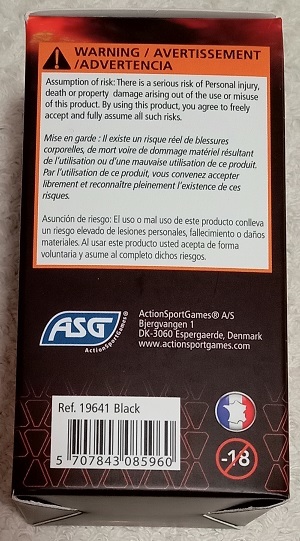 WARNING / AVERTISSEMENT
/ADVERTENCIA
Assumption of risk: There is a serious risk of Personal injury,
death or property damage arising out of the use or misuse
of this product. By using this product, you agree to freely
accept and fully assume all such risks.
Mise en garde : Il existe un risque réel de blessures
corporelles, de mort voire de dommage matériel résultant
de l'utilisation ou d'une mauvaise utilisation de ce produit.
Par l'utilisation de ce produit, vous convenez accepter
librement et reconnaître pleinement l'existence de ces
risques.
Asunción de riesgo: El uso o mal uso de este producto conlleva
un riesgo elevado de lesiones personales, fallecimiento o daños
materiales. Al usar este producto usted acepta de forma
voluntaria y asume al completo dichos riesgos.
ASG®
ActionSportGames
ActionSportGames® A/S
Bjergvangen 1
DK-3060 Espergaerde, Denmark
www.actionsportgames.com
Ref. 19641 Black
5 707843 085960
-18